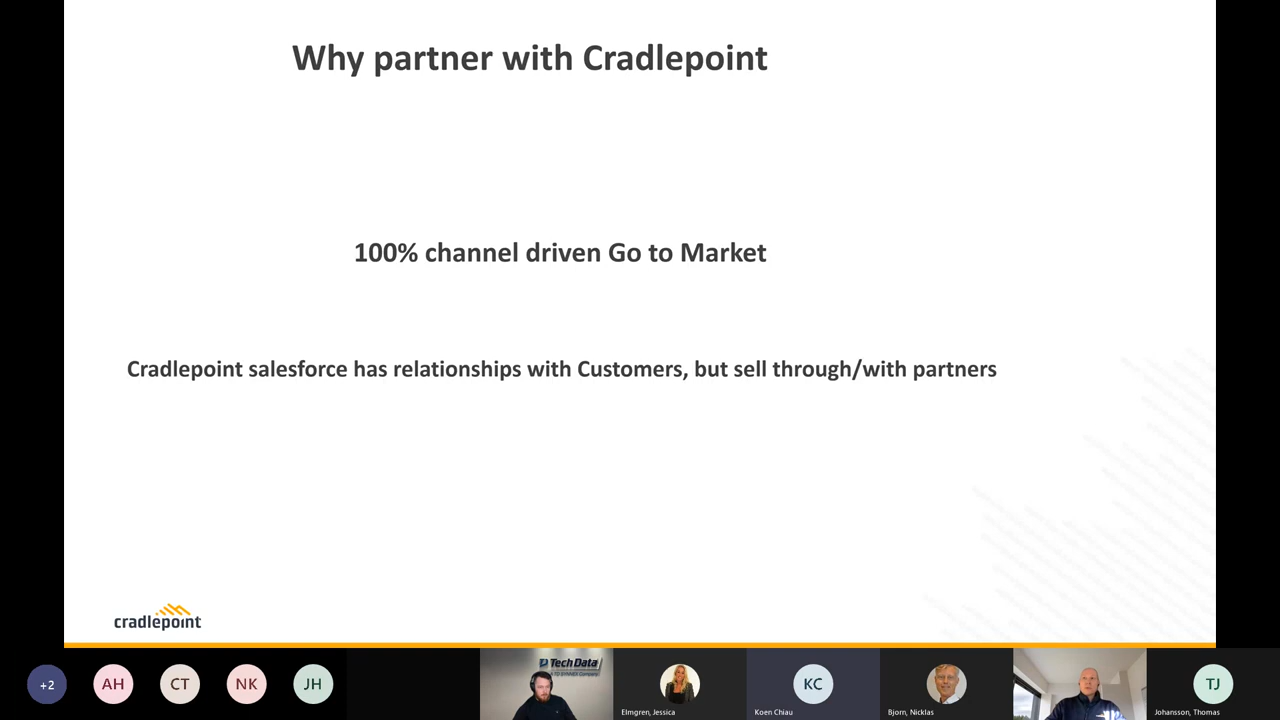 Why partner with Cradlepoint
100% channel driven Go to Market
Cradlepoint salesforce has relationships with Customers, but sell through/with partners
cradlepoint
+2
AH
CT
NK
JH
Tech Data
Elmgren, Jessica
KC
Koen Chiau
Bjorn, Nicklas
TJ
Johansson, Thomas